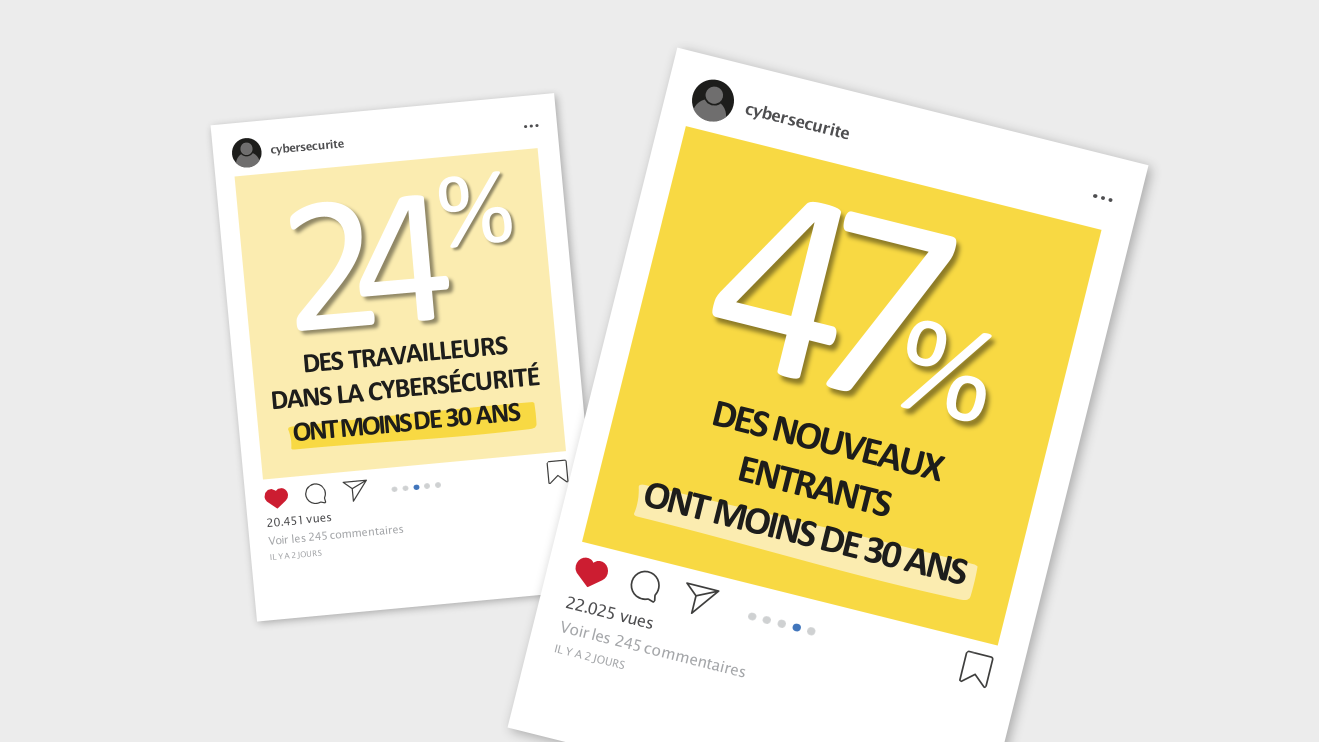 cybersecurite
24%
DES TRAVAILLEURS
DANS LA CYBERSÉCURITÉ
ONT MOINS DE 30 ANS
20.451 vues
Voir les 245 commentaires
IL Y A 2 JOURS
cybersecurite
47%
DES NOUVEAUX
ENTRANTS
ONT MOINS DE 30 ANS
22.025 vues
Voir les 245 commentaires
IL Y A 2 JOURS